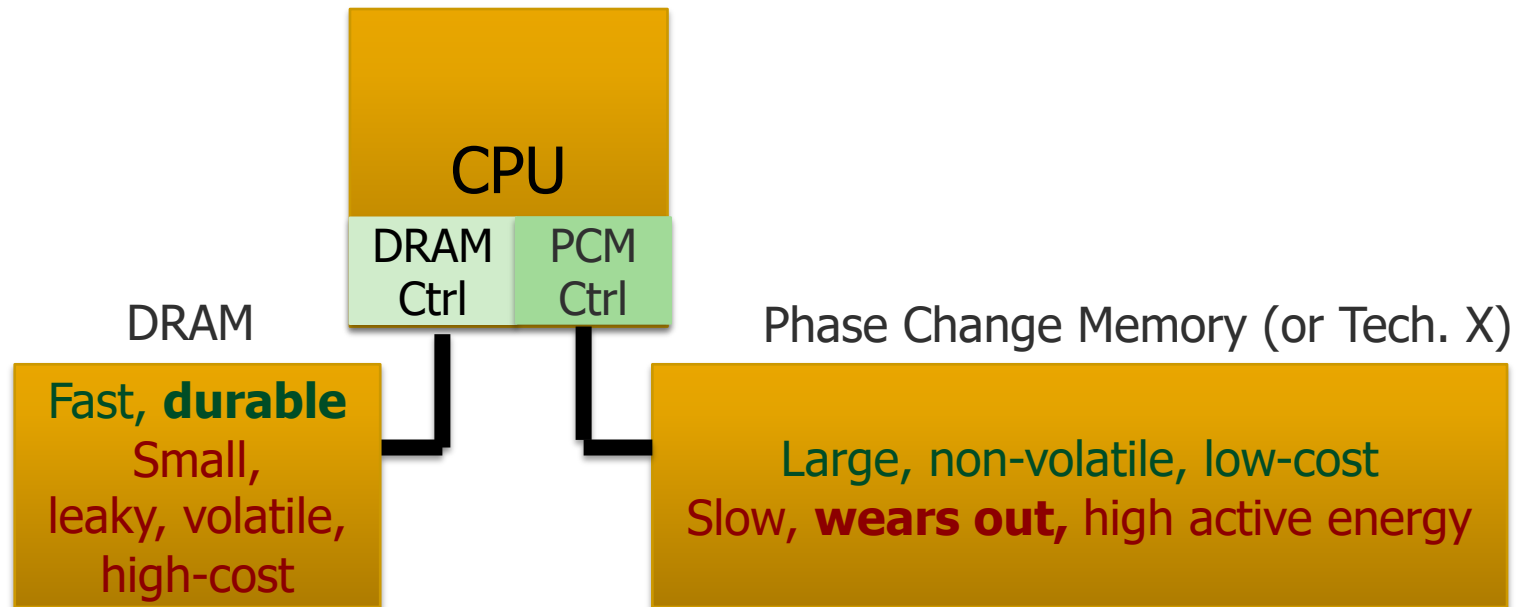 CPU
DRAM
Ctrl
PCM
Ctrl
DRAM
Phase Change Memory (or Tech. X)
Fast, durable
Small,
leaky, volatile,
high-cost
Large, non-volatile, low-cost
Slow, wears out, high active energy